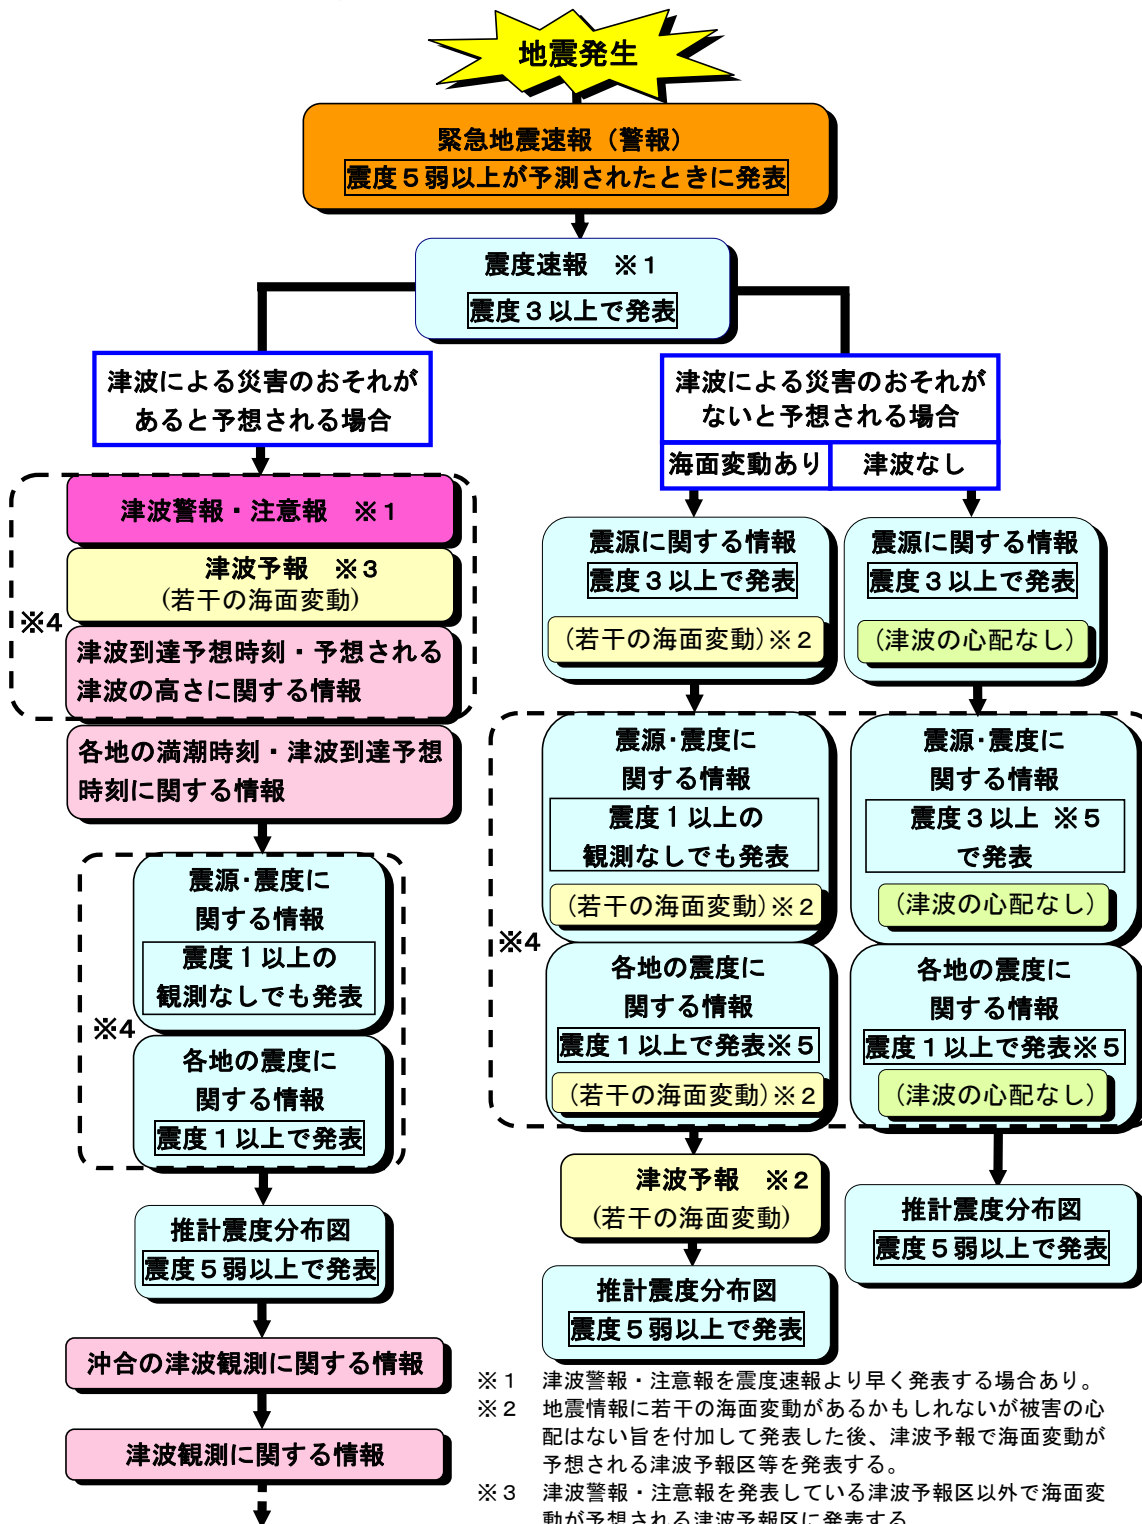 地震発生
緊急地震速報（警報）
震度５弱以上が予測されたときに発表
震度速報　※１
震度３以上で発表
津波による災害のおそれが
あると予想される場合
津波警報・注意報　※１
津波予報　※３
(若干の海面変動)
※4
津波到達予想時刻・予想される
津波の高さに関する情報
各地の満潮時刻・津波到達予想
時刻に関する情報
震源・震度に
関する情報
震度１以上の
観測なしでも発表
※4
各地の震度に
関する情報
震度１以上で発表
推計震度分布図
震度５弱以上で発表
沖合の津波観測に関する情報
津波観測に関する情報
津波による災害のおそれが
ないと予想される場合
海面変動あり
津波なし
震源に関する情報
震度３以上で発表
(若干の海面変動)※２
震源・震度に
関する情報
震度１以上の
観測なしでも発表
(若干の海面変動)※２
※4
各地の震度に
関する情報
震度１以上で発表※５
(若干の海面変動)※２
津波予報　※２
(若干の海面変動)
推計震度分布図
震度５弱以上で発表
震源に関する情報
震度３以上で発表
(津波の心配なし)
震源・震度に
関する情報
震度３以上 ※５
で発表
(津波の心配なし)
各地の震度に
関する情報
震度１以上で発表※５
(津波の心配なし)
推計震度分布図
震度５弱以上で発表
※１　津波警報・注意報を震度速報より早く発表する場合あり。
※２　地震情報に若干の海面変動があるかもしれないが被害の心
配はない旨を付加して発表した後、津波予報で海面変動が
予想される津波予報区等を発表する。
※３　津波警報・注意報を発表している津波予報区以外で海面変
動が予想される津波予報区に発表する